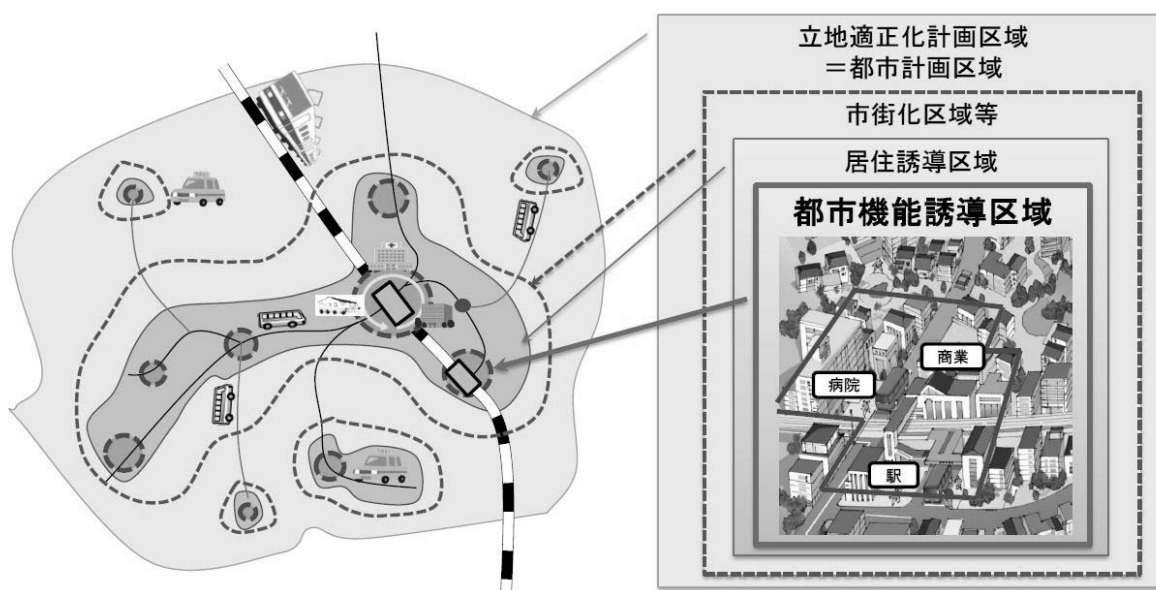 立地適正化計画区域
＝都市計画区域
市街化区域等
居住誘導区域
都市機能誘導区域
商業
病院
駅